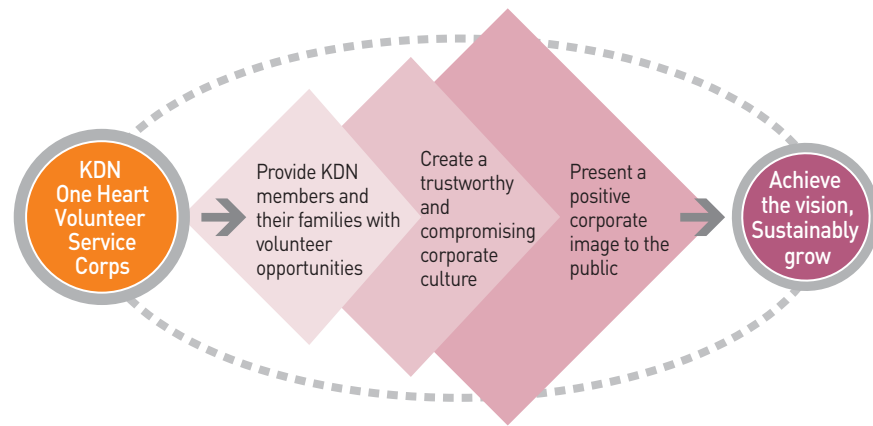 KDN
One Heart
Volunteer
Service
Corps
Provide KDN
members and
their families with
volunteer
opportunities
Create a
trustworthy
and
compromising
corporate
culture
Present a
positive
corporate
image to the
public
Achieve
the vision,
Sustainably
grow